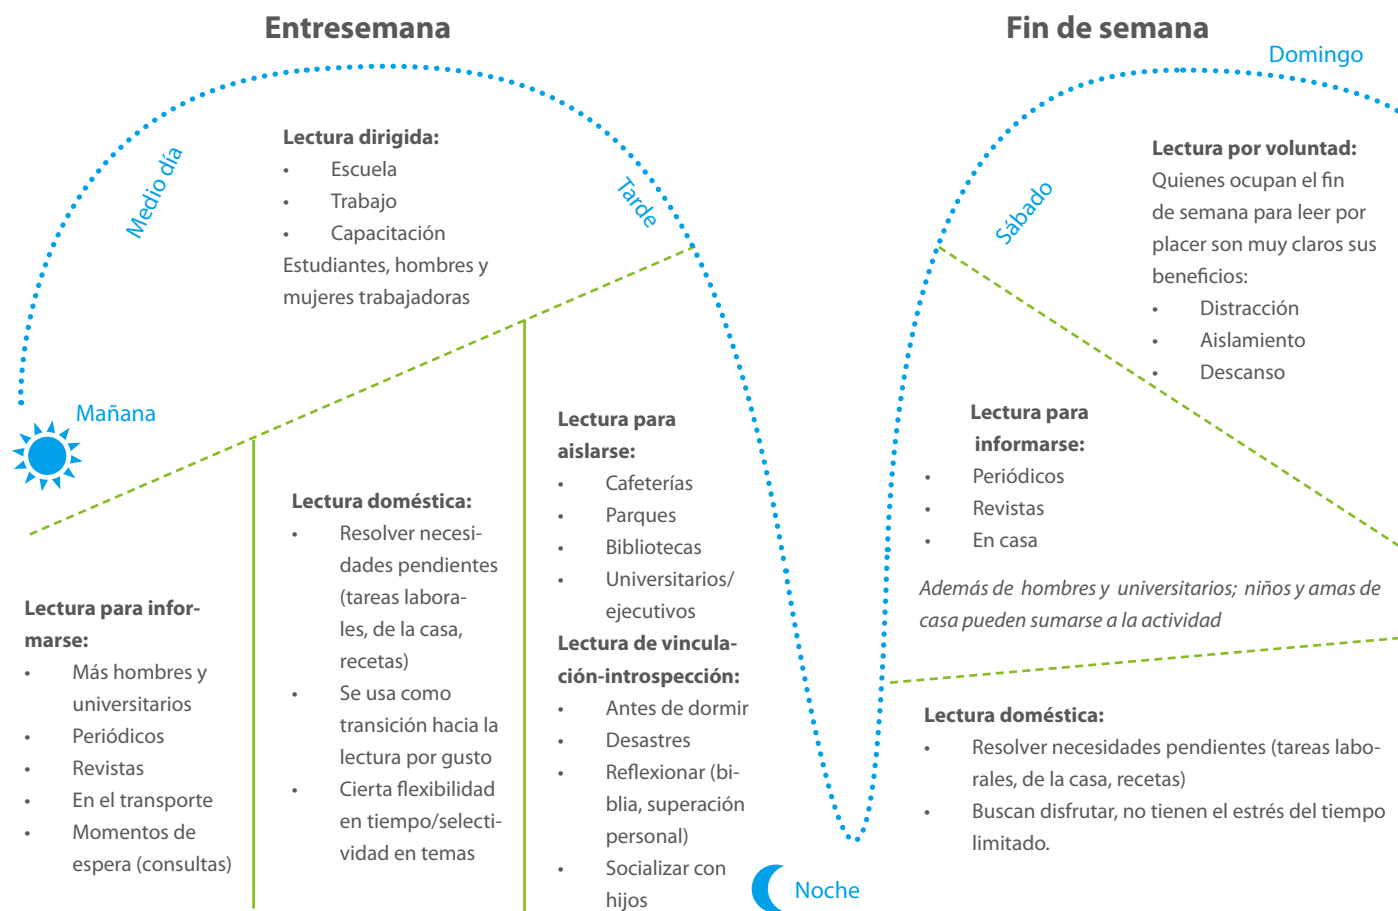 Entresemana
Medio día
Lectura dirigida:
• Escuela
• Trabajo
• Capacitación
Estudiantes, hombres y
mujeres trabajadoras
Tarde
Mañana
Lectura para infor-
marse:
• Más hombres y
universitarios
• Periódicos
• Revistas
• En el transporte
• Momentos de
espera (consultas)
Lectura doméstica:
• Resolver necesi-
dades pendientes
(tareas labora-
les, de la casa,
recetas)
• Se usa como
transición hacia la
lectura por gusto
• Cierta flexibilidad
en tiempo/selecti-
vidad en temas
Lectura para
aislarse:
• Cafeterías
• Parques
• Bibliotecas
• Universitarios/
ejecutivos
Lectura de vincula-
ción-introspección:
• Antes de dormir
• Desastres
• Reflexionar (bi-
blia, superación
personal)
• Socializar con
hijos
Noche
Fin de semana
Domingo
Sábado
Lectura por voluntad:
Quienes ocupan el fin
de semana para leer por
placer son muy claros sus
beneficios:
• Distracción
• Aislamiento
• Descanso
Lectura para
informarse:
• Periódicos
• Revistas
• En casa
Además de hombres y universitarios; niños y amas de
casa pueden sumarse a la actividad
Lectura doméstica:
• Resolver necesidades pendientes (tareas labo-
rales, de la casa, recetas)
• Buscan disfrutar, no tienen el estrés del tiempo
limitado.